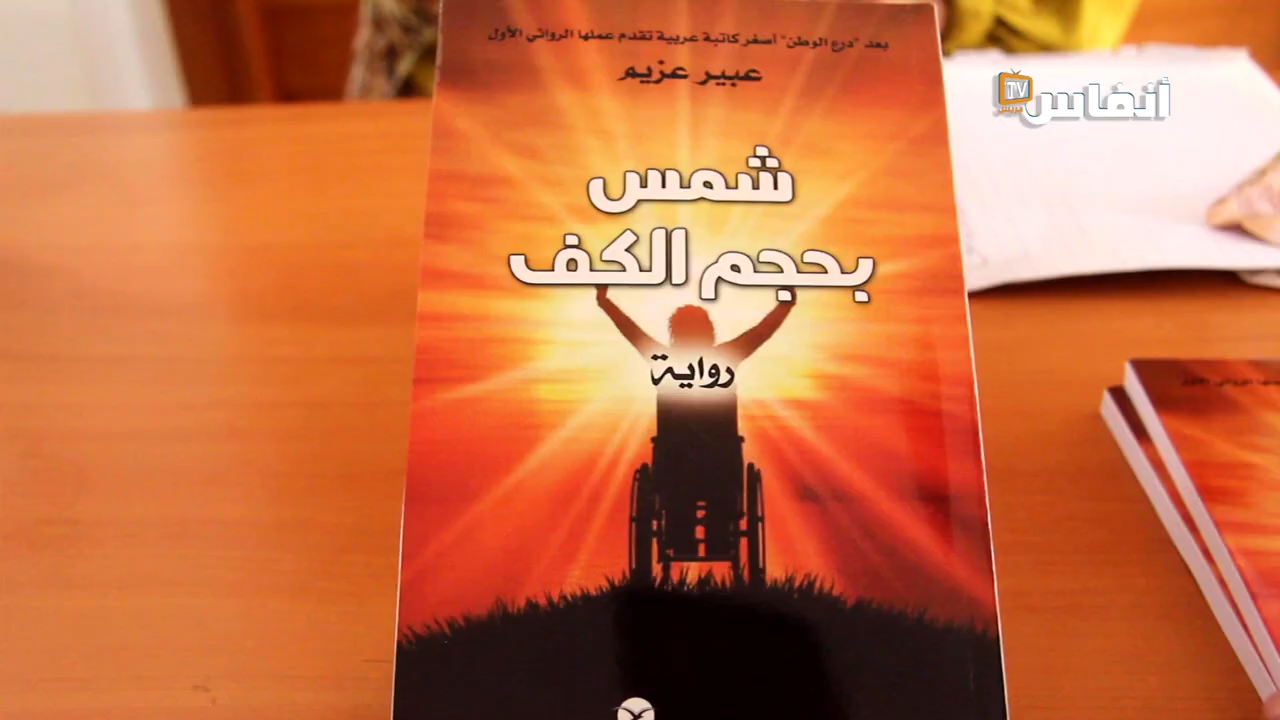 بعد "درع الوطن" أسفر كاتبة عربية تقدم عملها الروائي الأول
عبير عزيم
شمس
بحجم الكف
رواية
أنفاس
TV